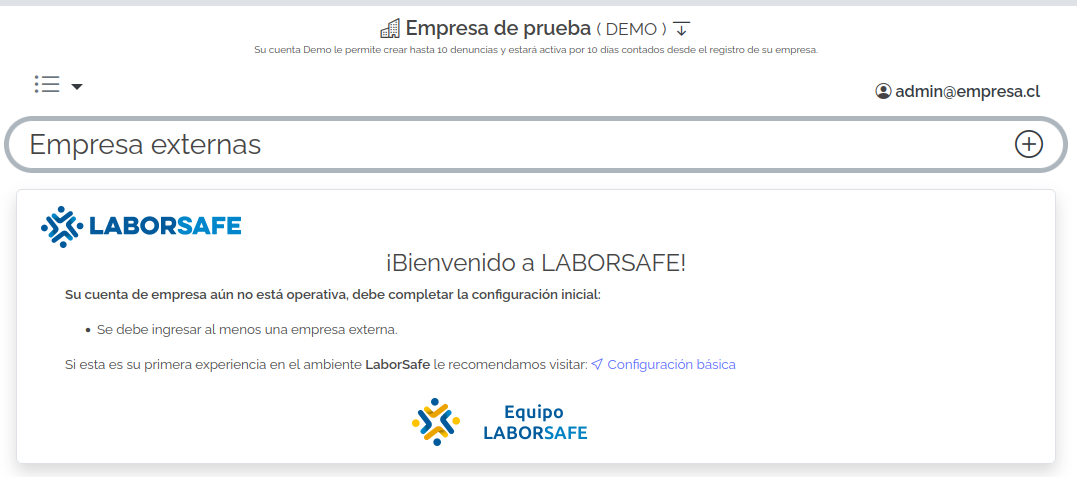 Empresa de prueba ( DEMO )
Su cuenta Demo le permite crear hasta 10 denuncias y estará activa por 10 días contados desde el registro de su empresa.
admin@empresa.cl
Empresa externas
LABORSAFE
¡Bienvenido a LABORSAFE!
Su cuenta de empresa aún no está operativa, debe completar la configuración inicial:
• Se debe ingresar al menos una empresa externa.
Si esta es su primera experiencia en el ambiente LaborSafe le recomendamos visitar: Configuración básica
Equipo
LABORSAFE